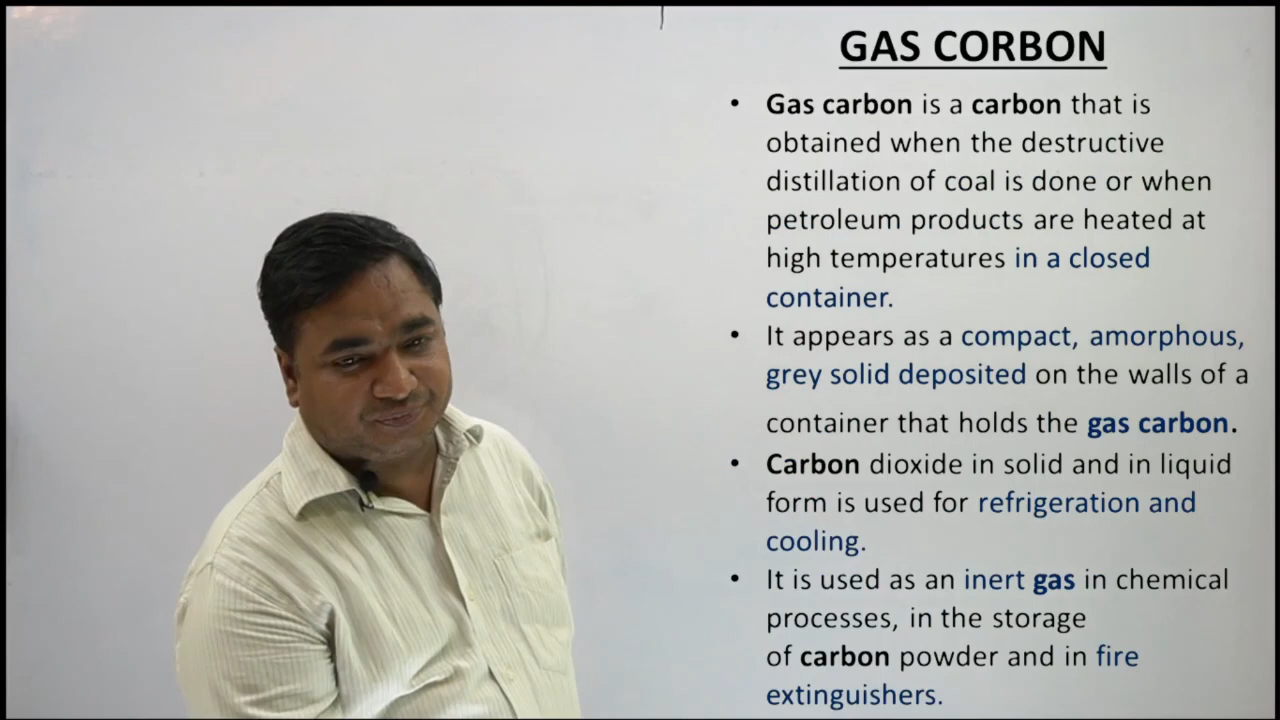 GAS CORBON
• Gas carbon is a carbon that is
obtained when the destructive
distillation of coal is done or when
petroleum products are heated at
high temperatures in a closed
container.
• It appears as a compact, amorphous,
grey solid deposited on the walls of a
container that holds the gas carbon.
• Carbon dioxide in solid and in liquid
form is used for refrigeration and
cooling.
• It is used as an inert gas in chemical
processes, in the storage
of carbon powder and in fire
extinguishers.